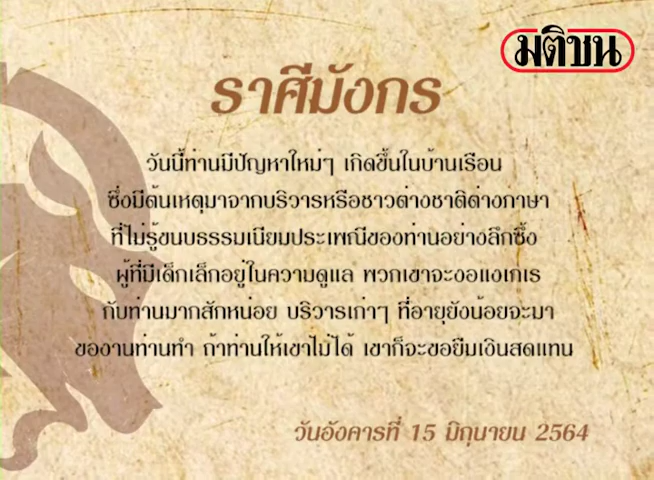 มติชน
ราศีมังกร
วันนี้ท่านมีปัญหาใหม่ๆ เกิดขึ้นในบ้านเรือน
ซึ่งมีต้นเหตุมาจากบริวารหรือชาวต่างชาติต่างภาษา
ที่ไม่รู้ขนบธรรมเนียมประเพณีของท่านอย่างลึกซึ้ง
ผู้ที่มีเด็กเล็กอยู่ในความดูแล พวกเขาจะงอแงเกเร
กับท่านมากสักหน่อย บริวารเก่าๆ ที่อายุยังน้อยจะมา
ของานท่านทำ ถ้าท่านให้เขาไม่ได้ เขาก็จะขอยืมเงินสดแทน
วันอังคารที่ 15 มิถุนายน 2564